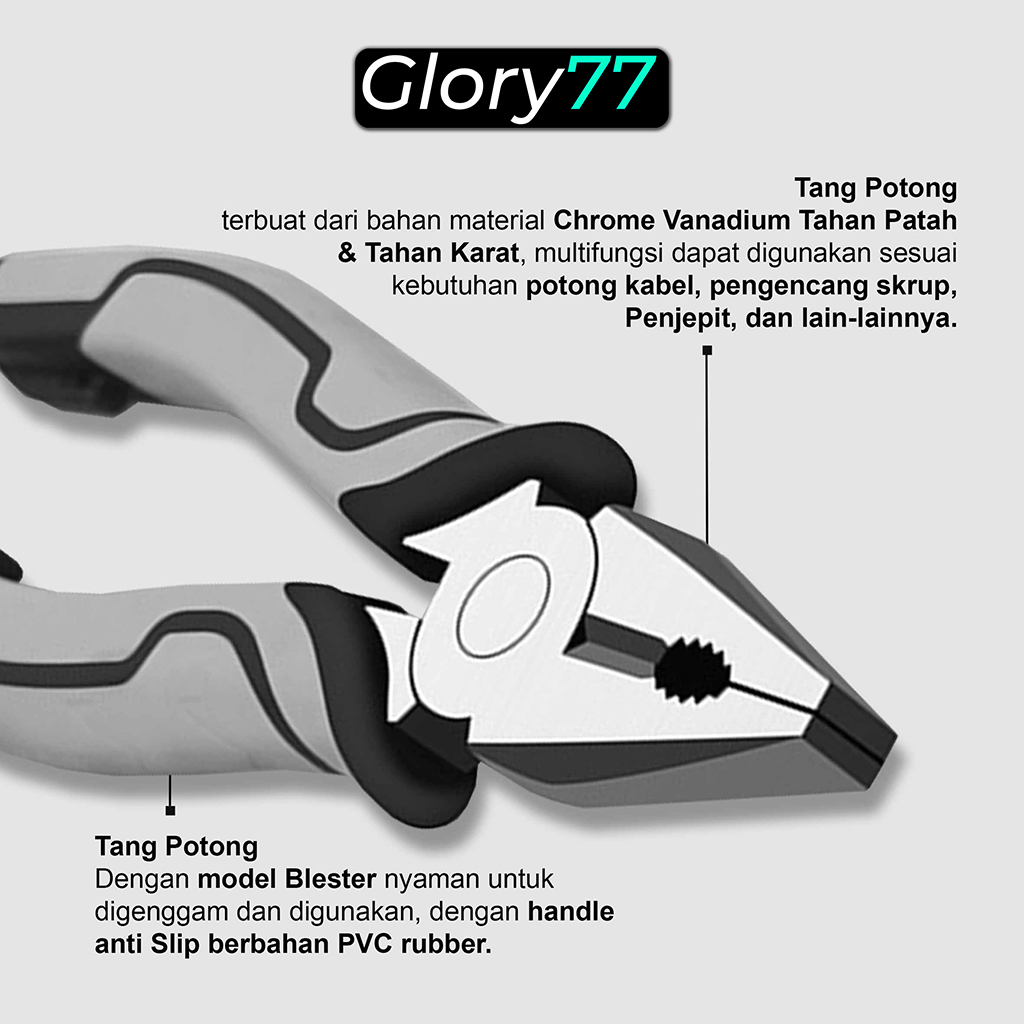 Glory77
Tang Potong
terbuat dari bahan material Chrome Vanadium Tahan Patah
& Tahan Karat, multifungsi dapat digunakan sesuai
kebutuhan potong kabel, pengencang skrup,
Penjepit, dan lain-lainnya.
Tang Potong
Dengan model Blester nyaman untuk
digenggam dan digunakan, dengan handle
anti Slip berbahan PVC rubber.